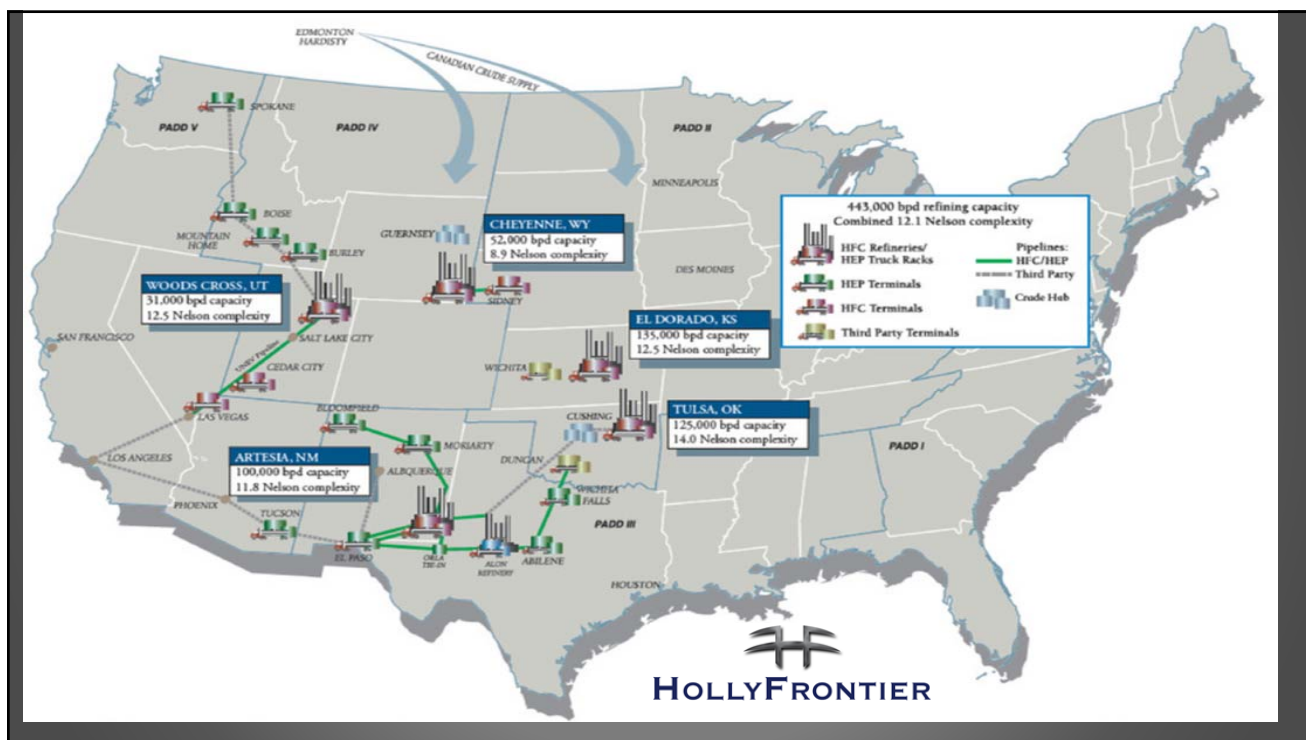 EDMONTON
HARDISTY
CANADIAN CRUDE SUPPLY
SPOKANE
PADD V
PADD IV
PADD II
MINNEAPOLIS
443,000 bpd refining capacity
Combined 12.1 Nelson complexity
HFC Refineries/
HEP Truck Racks
HEP Terminals
HFC Terminals
Third Party Terminals
Pipelines:
HFC/HEP
Third Party
Crude Hub
BOISE
MOUNTAIN
HOME
BURLEY
GUERNSEY
CHEYENNE, WY
52,000 bpd capacity
8.9 Nelson complexity
SIDNEY
DES MOINES
WOODS CROSS, UT
31,000 bpd capacity
12.5 Nelson complexity
SAN FRANCISCO
SALT LAKE CITY
UNEV Pipeline
CEDAR CITY
LAS VEGAS
EL DORADO, KS
135,000 bpd capacity
12.5 Nelson complexity
WICHITA
BLOOMFIELD
MORIARTY
CUSHING
TULSA, OK
125,000 bpd capacity
14.0 Nelson complexity
PADD I
LOS ANGELES
ARTESIA, NM
100,000 bpd capacity
11.8 Nelson complexity
ALBUQUERQUE
DUNCAN
WICHITA
FALLS
PHOENIX
TUCSON
EL PASO
ORLA
TIE-IN
ALON
REFINERY
ABILENE
PADD III
HOUSTON
HOLLYFRONTIER